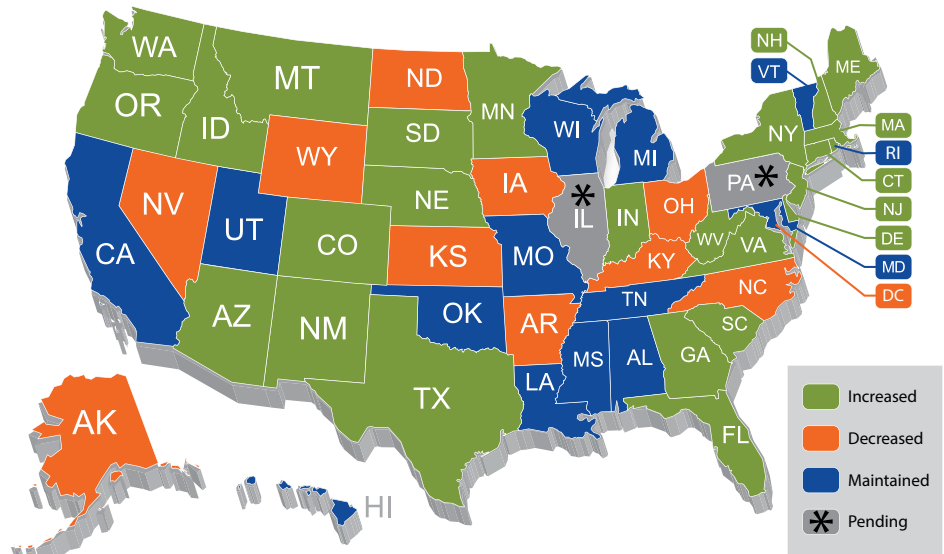 WA
OR
ID
MT
ND
MN
SD
WY
NE
NV
UT
CA
CO
KS
IA
WI
MI
*
IL
IN
OH
PA*
NY
NH
VT
ME
MA
RI
CT
NJ
DE
MD
DC
WV
VA
KY
NC
TN
MO
OK
AR
AZ
NM
TX
LA
MS
AL
GA
SC
FL
AK
HI
Increased
Decreased
Maintained
* Pending